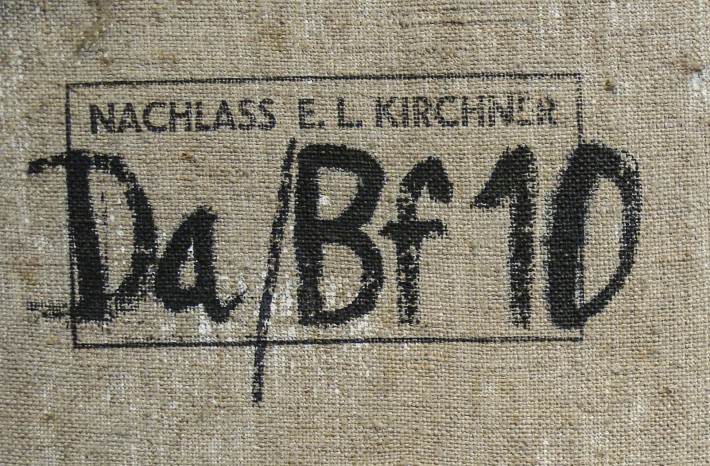 NACHLASS E. L. KIRCHNER
Da/Bf 10